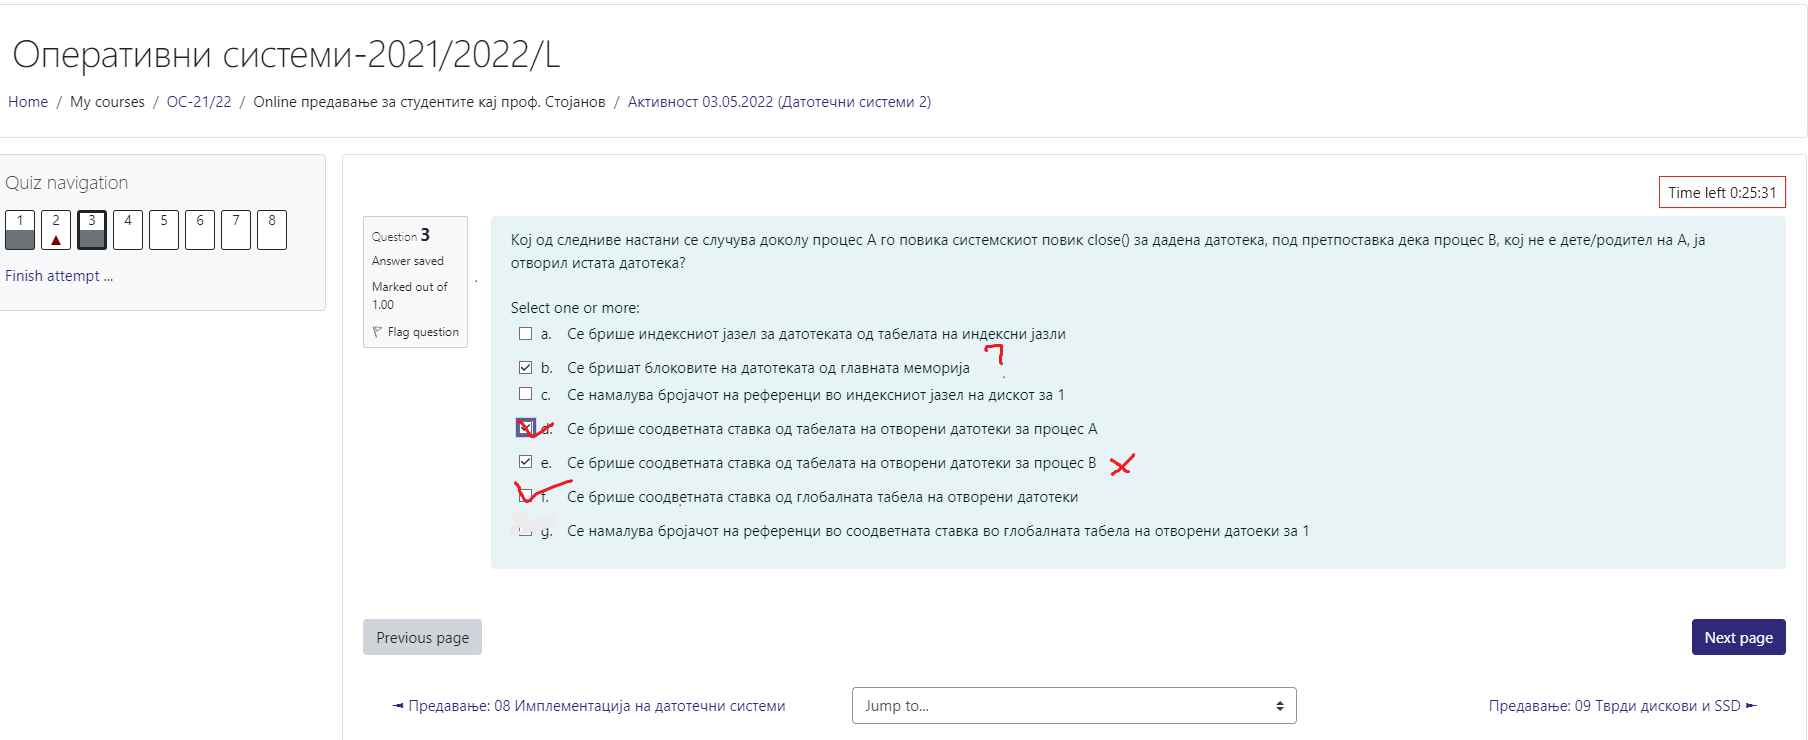 Оперативни системи-2021/2022/L
Home / My courses / ОС-21/22 / Online предавање за студентите кај проф. Стојанов / Активност 03.05.2022 (Датотечни системи 2)
Quiz navigation
1 2 3 4 5 6 7 8
Finish attempt ...
Time left 0:25:31
Question 3
Answer saved
Marked out of
1.00
Flag question
Кој од следниве настани се случува доколу процес А го повика системскиот повик close() за дадена датотека, под претпоставка дека процес B, кој не е дете/родител на А, ја
отворил истата датотека?
Select one or more:
a. Се брише индексниот јазел за датотеката од табелата на индексни јазли
b. Се бришат блоковите на датотеката од главната меморија
c. Се намалува бројачот на референци во индексниот јазел на дискот за 1
d. Се брише соодветната ставка од табелата на отворени датотеки за процес А
e. Се брише соодветната ставка од табелата на отворени датотеки за процес B
f. Се брише соодветната ставка од глобалната табела на отворени датотеки
g. Се намалува бројачот на референци во соодветната ставка во глобалната табела на отворени датоеки за 1
Previous page
Next page
◄ Предавање: 08 Имплементација на датотечни системи
Jump to...
Предавање: 09 Тврди дискови и SSD ►